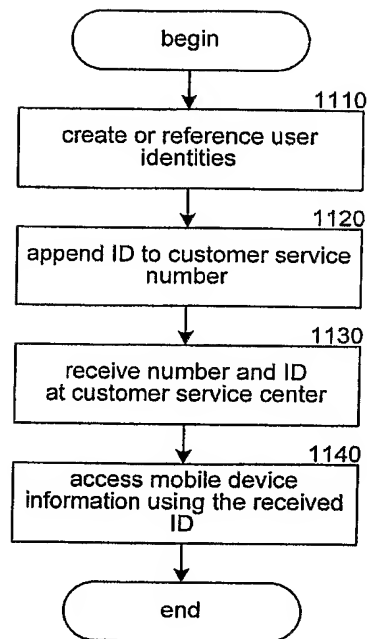 begin
1110
create or reference user
identities
1120
append ID to customer service
number
1130
receive number and ID
at customer service center
1140
access mobile device
information using the received
ID
end